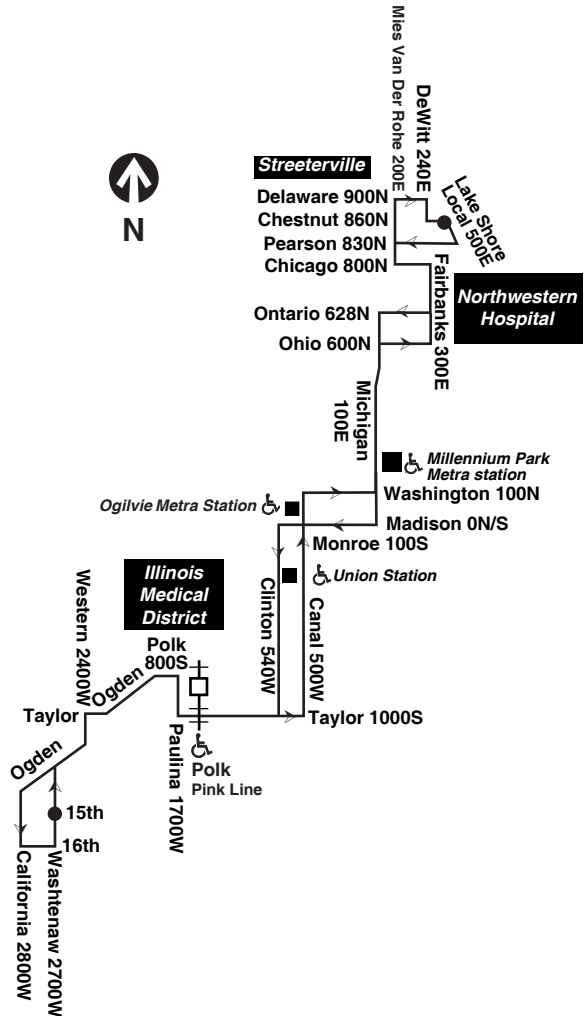 Mies Van Der Rohe 200E
DeWitt 240E
Streeterville
Delaware 900N
Chestnut 860N
Pearson 830N
Chicago 800N
Lake Shore
Local 500E
N
Fairbanks 300E
Northwestern
Hospital
Ontario 628N
Ohio 600N
Michigan
100E
Millennium Park
Metra station
Washington 100N
Ogilvie Metra Station
Madison 0N/S
Monroe 100S
Illinois
Medical
District
Union Station
Clinton 540W
Canal 500W
Western 2400W
Polk
800S
Ogden
Taylor
Taylor 1000S
Paulina 1700W
Polk
Pink Line
Ogden
15th
16th
California 2800W
Washtenaw 2700W